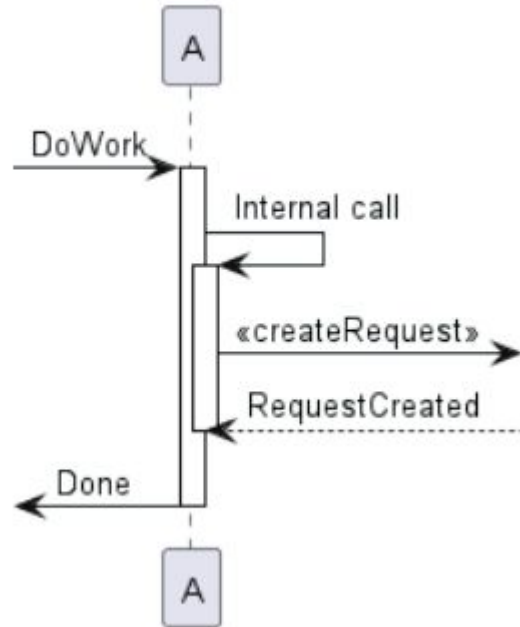 A
DoWork
Internal call
«createRequest»
RequestCreated
Done
A